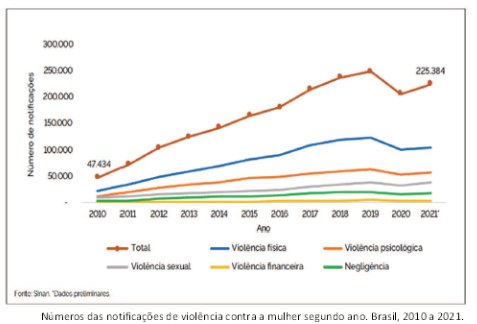 300.000
250.000
200.000
150.000
100.000
50.000
-
Número de notificações
47.434
225.384
2010 2011 2012 2013 2014 2015 2016 2017 2018 2019 2020 2021*
Ano
Total Violência física Violência psicológica
Violência sexual Violência financeira Negligência
Fonte: Sinan. *Dados preliminares
Números das notificações de violência contra a mulher segundo ano. Brasil, 2010 a 2021.